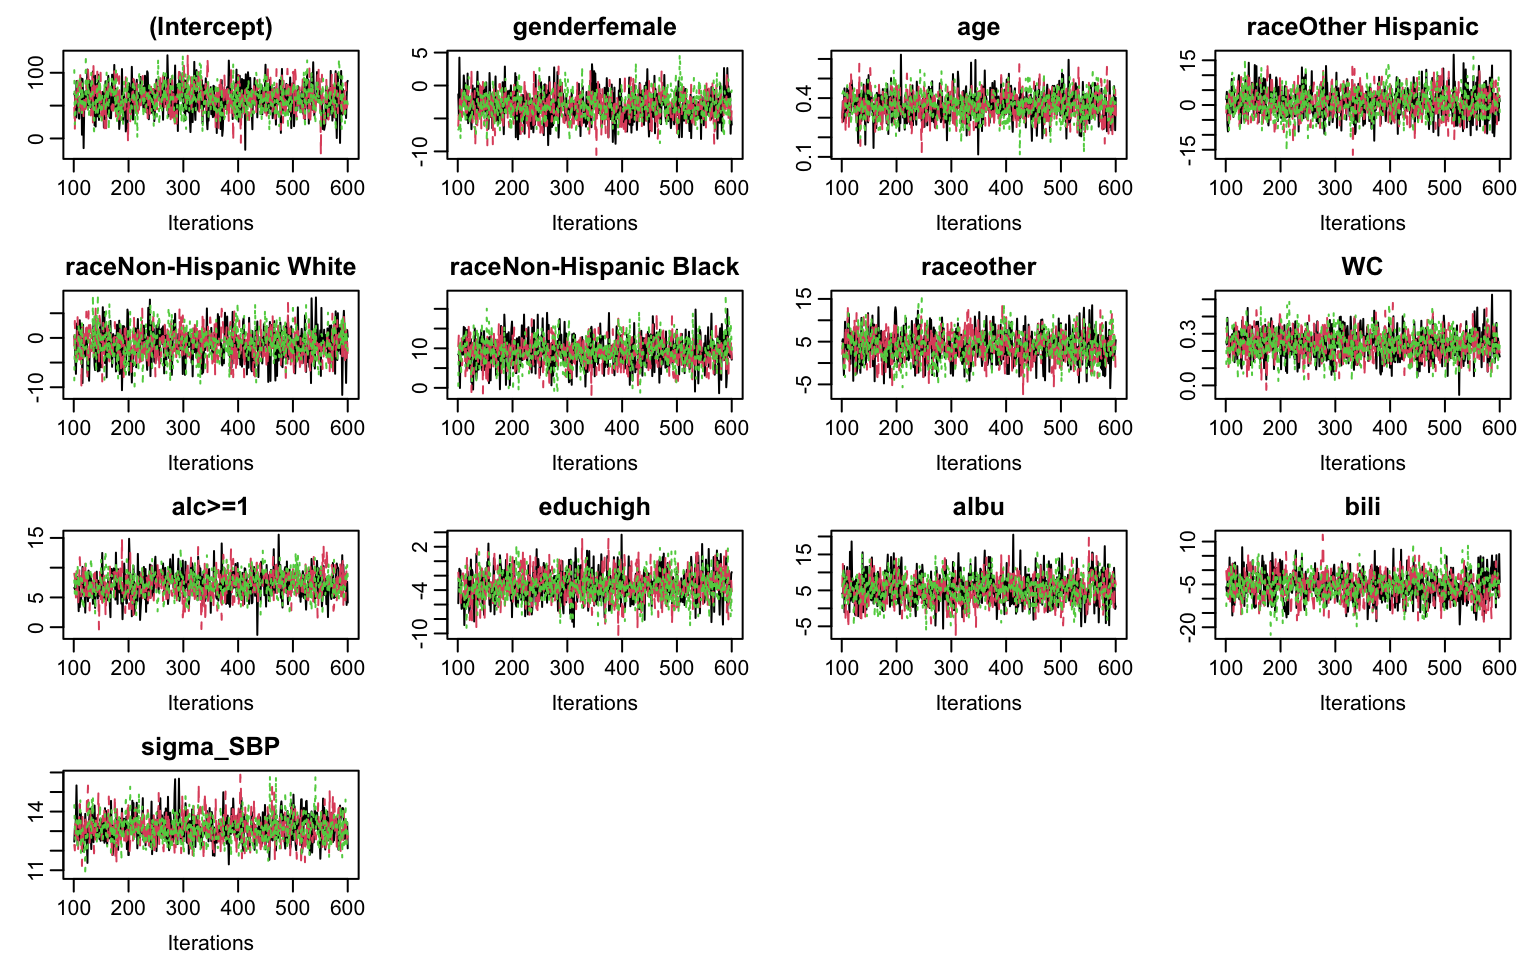 (Intercept) genderfemale age raceOther Hispanic
0 100 -10 0 5 0.1 0.4 -15 0 15
100 200 300 400 500 600 100 200 300 400 500 600 100 200 300 400 500 600 100 200 300 400 500 600
Iterations Iterations Iterations Iterations
raceNon-Hispanic White raceNon-Hispanic Black raceother WC
-10 0 0 10 -5 5 15 0.0 0.3
100 200 300 400 500 600 100 200 300 400 500 600 100 200 300 400 500 600 100 200 300 400 500 600
Iterations Iterations Iterations Iterations
alc>=1 educhigh albu bili
0 5 15 -10 -4 2 -5 5 15 -20 -5 10
100 200 300 400 500 600 100 200 300 400 500 600 100 200 300 400 500 600 100 200 300 400 500 600
Iterations Iterations Iterations Iterations
sigma_SBP
11 14
100 200 300 400 500 600
Iterations